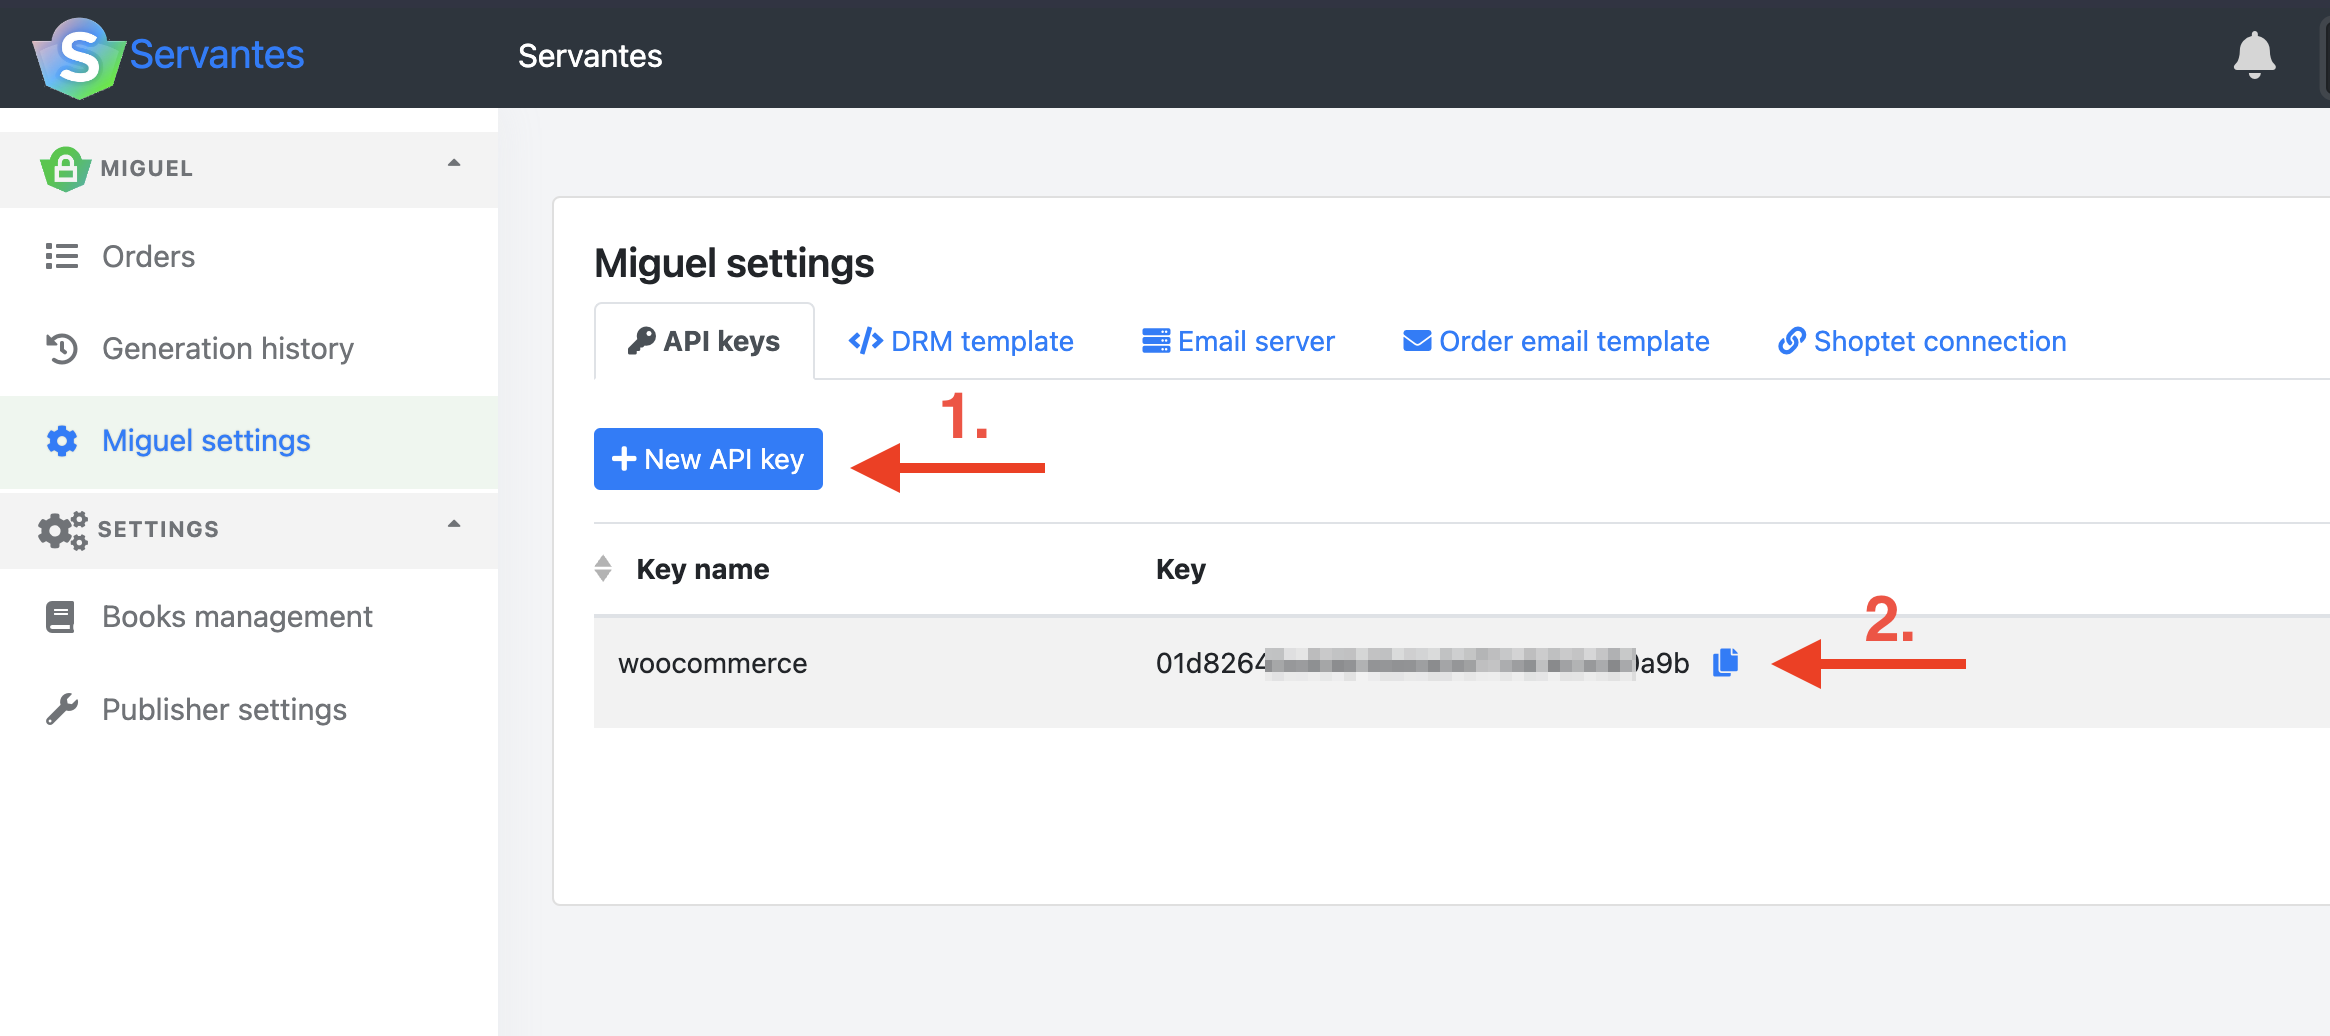 S Servantes
Servantes
MIGUEL
Orders
Generation history
Miguel settings
SETTINGS
Books management
Publisher settings
Miguel settings
API keys
DRM template
Email server
Order email template
Shoptet connection
1.
New API key
Key name
Key
2.
woocommerce
01d8264 a9b